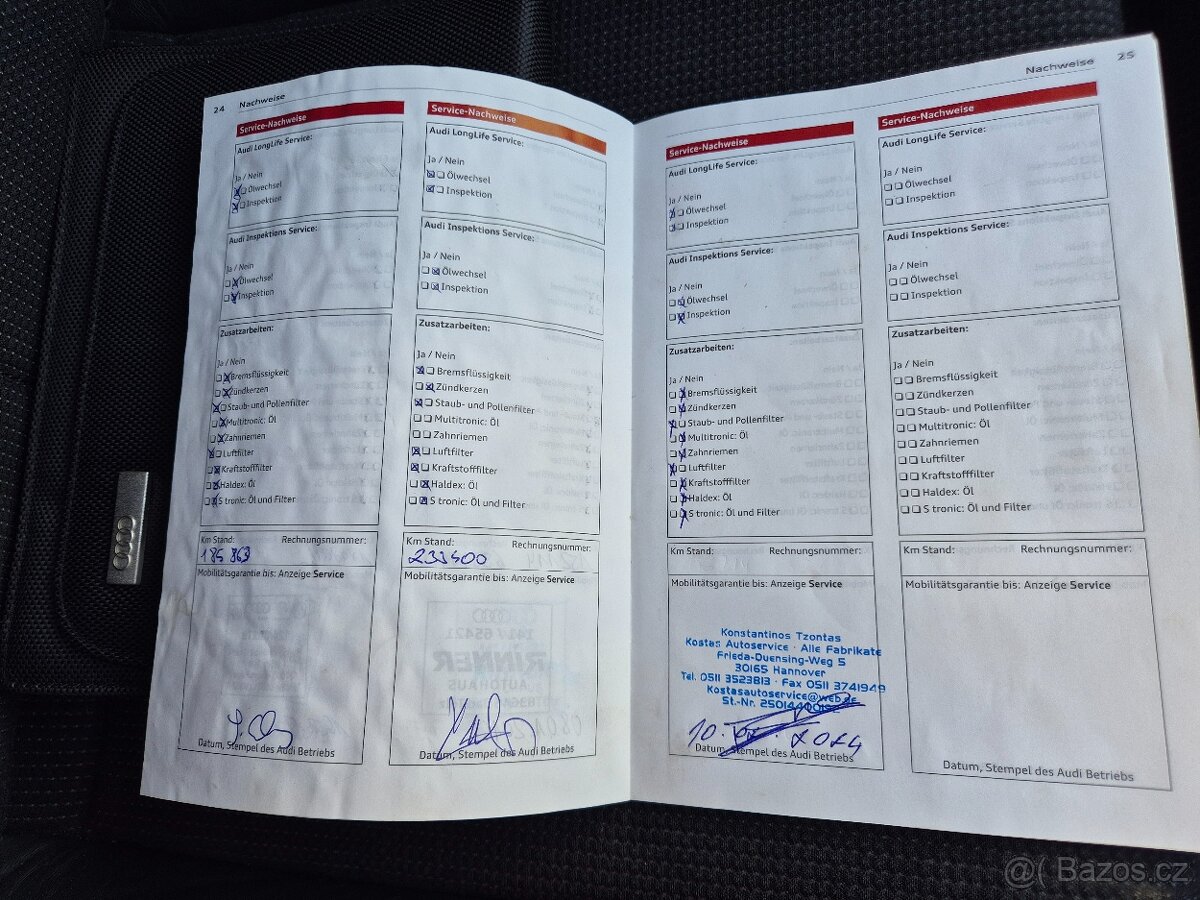 24 Nachweise
Service-Nachweise
Audi LongLife Service:
Ja / Nein
Ölwechsel
Inspektion
Audi Inspektions Service:
Ja / Nein
Ölwechsel
Inspektion
Zusatzarbeiten:
Ja / Nein
Bremsflüssigkeit
Zündkerzen
Staub- und Pollenfilter
Multitronic: Öl
Zahnriemen
Luftfilter
Kraftstofffilter
Haldex: Öl
S tronic: Öl und Filter
Km Stand: Rechnungsnummer:
185 863
Mobilitätsgarantie bis: Anzeige Service
Datum, Stempel des Audi Betriebs
Service-Nachweise
Audi LongLife Service:
Ja / Nein
Ölwechsel
Inspektion
Audi Inspektions Service:
Ja / Nein
Ölwechsel
Inspektion
Zusatzarbeiten:
Ja / Nein
Bremsflüssigkeit
Zündkerzen
Staub- und Pollenfilter
Multitronic: Öl
Zahnriemen
Luftfilter
Kraftstofffilter
Haldex: Öl
S tronic: Öl und Filter
Km Stand: Rechnungsnummer:
233400
Mobilitätsgarantie bis: Anzeige Service
Datum, Stempel des Audi Betriebs
Nachweise 25
Service-Nachweise
Audi LongLife Service:
Ja / Nein
Ölwechsel
Inspektion
Audi Inspektions Service:
Ja / Nein
Ölwechsel
Inspektion
Zusatzarbeiten:
Ja / Nein
Bremsflüssigkeit
Zündkerzen
Staub- und Pollenfilter
Multitronic: Öl
Zahnriemen
Luftfilter
Kraftstofffilter
Haldex: Öl
S tronic: Öl und Filter
Km Stand: Rechnungsnummer:
Mobilitätsgarantie bis: Anzeige Service
Konstantinos Tzontas
Kostas Autoservice · Alle Fabrikate
Frieda-Duensing-Weg 5
30165 Hannover
Tel. 0511 3523813 · Fax 0511 3741949
Kostasautoservice@web.de
St.-Nr.
10.
Datum, Stempel des Audi Betriebs
Service-Nachweise
Audi LongLife Service:
Ja / Nein
Ölwechsel
Inspektion
Audi Inspektions Service:
Ja / Nein
Ölwechsel
Inspektion
Zusatzarbeiten:
Ja / Nein
Bremsflüssigkeit
Zündkerzen
Staub- und Pollenfilter
Multitronic: Öl
Zahnriemen
Luftfilter
Kraftstofffilter
Haldex: Öl
S tronic: Öl und Filter
Km Stand: Rechnungsnummer:
Mobilitätsgarantie bis: Anzeige Service
Datum, Stempel des Audi Betriebs
Bazos.cz